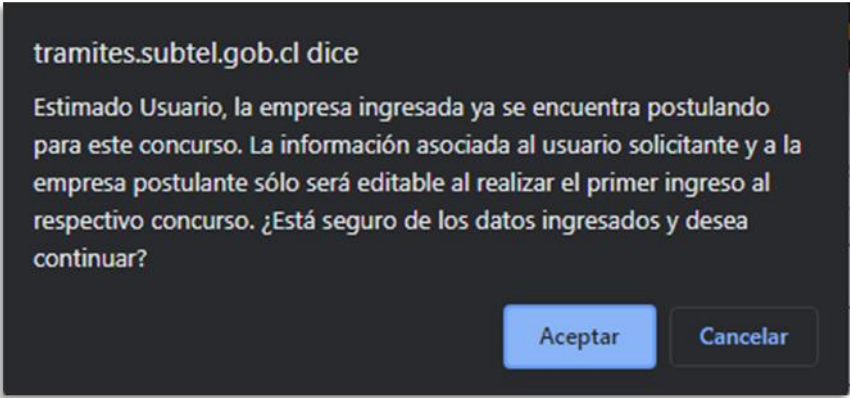 tramites.subtel.gob.cl dice
Estimado Usuario, la empresa ingresada ya se encuentra postulando
para este concurso. La información asociada al usuario solicitante y a la
empresa postulante sólo será editable al realizar el primer ingreso al
respectivo concurso. ¿Está seguro de los datos ingresados y desea
continuar?
Aceptar
Cancelar